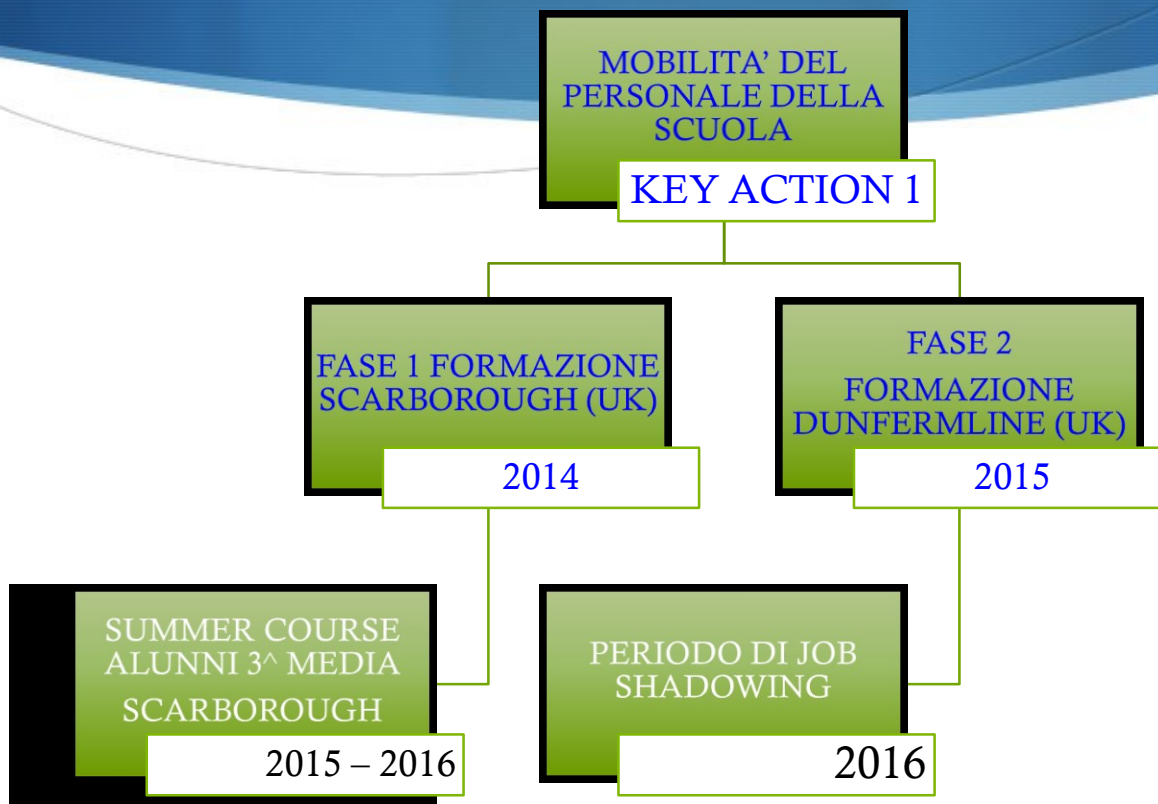 MOBILITA’ DEL
PERSONALE DELLA
SCUOLA
KEY ACTION 1
FASE 1 FORMAZIONE
SCARBOROUGH (UK)
2014
FASE 2
FORMAZIONE
DUNFERMLINE (UK)
2015
SUMMER COURSE
ALUNNI 3^ MEDIA
SCARBOROUGH
2015 – 2016
PERIODO DI JOB
SHADOWING
2016